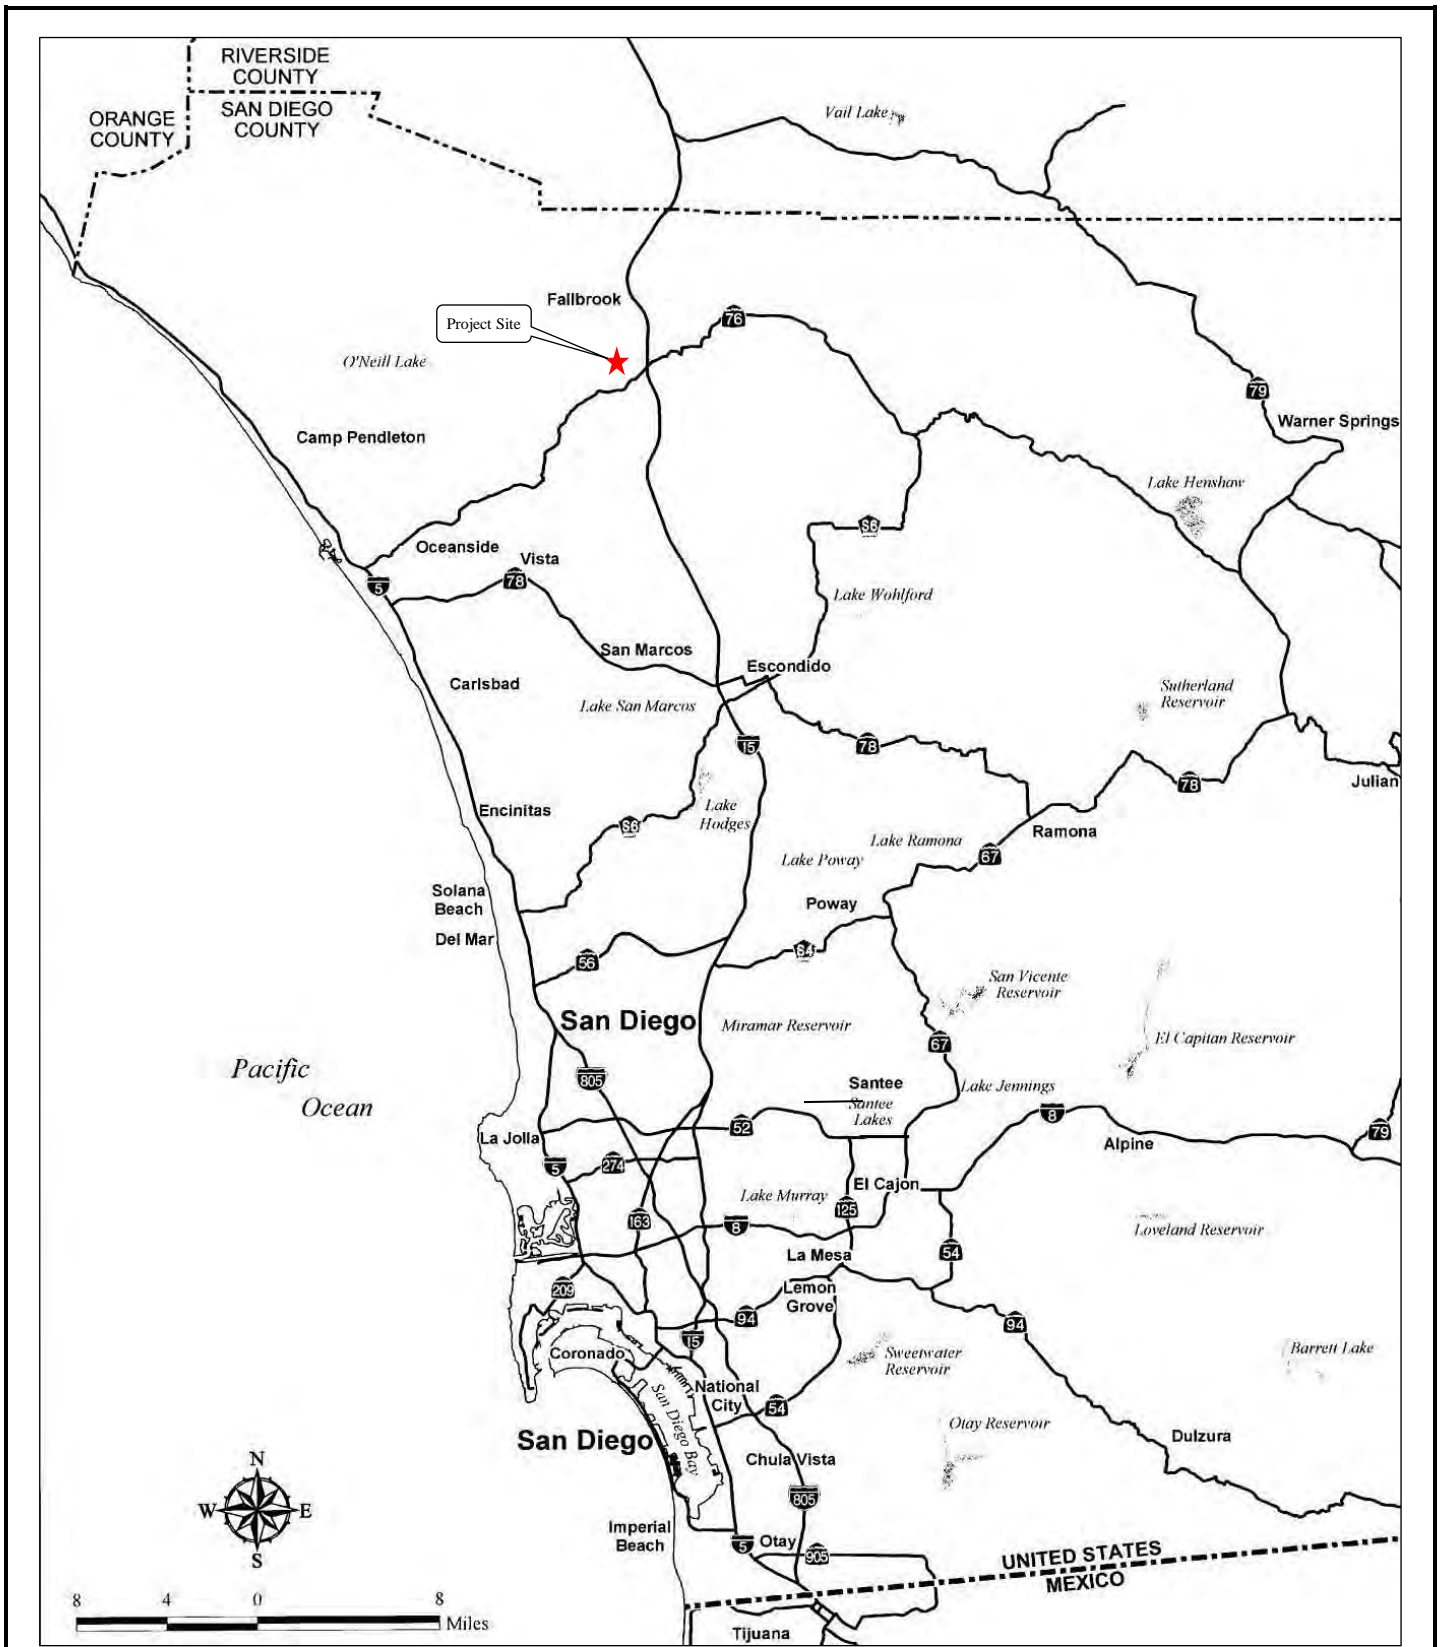 RIVERSIDE
COUNTY
ORANGE
COUNTY
SAN DIEGO
COUNTY
Vail Lake
Fallbrook
Project Site
76
O'Neill Lake
79
Warner Springs
Camp Pendleton
Lake Henshaw
S6
Oceanside
Vista
78
5
Lake Wohlford
San Marcos
Escondido
Carlsbad
Lake San Marcos
Sutherland
Reservoir
15
78
78
Julian
Encinitas
S6
Lake
Hodges
Lake Ramona
Ramona
67
Lake Poway
Solana
Beach
Poway
Del Mar
56
S4
San Vicente
Reservoir
San Diego
Miramar Reservoir
67
El Capitan Reservoir
Pacific
Ocean
805
Santee
Santee
Lakes
Lake Jennings
8
52
79
La Jolla
Alpine
5
274
El Cajon
Lake Murray
125
163
8
Loveland Reservoir
La Mesa
54
209
Lemon
Grove
94
94
15
Coronado
Sweetwater
Reservoir
Barrett Lake
National
City
54
San Diego Bay
Otay Reservoir
San Diego
Dulzura
Chula Vista
805
N
W
E
S
Imperial
Beach
5
Otay
905
UNITED STATES
MEXICO
8
4
0
8
Miles
Tijuana